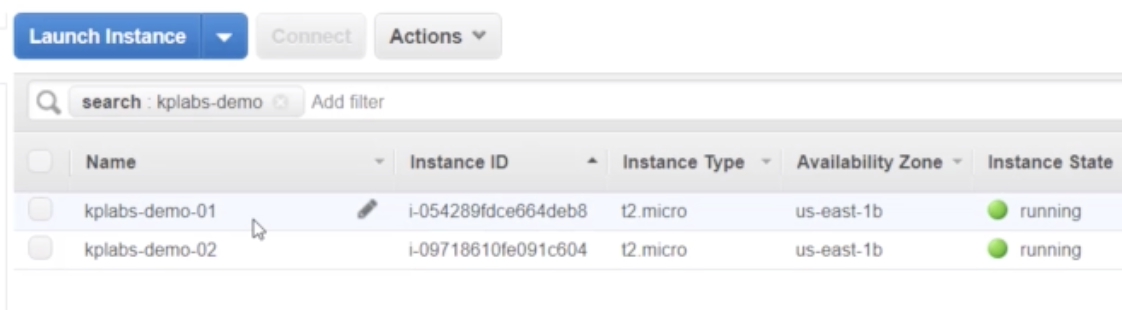 Launch Instance Connect Actions
search : kplabs-demo Add filter
Name Instance ID Instance Type Availability Zone Instance State
kplabs-demo-01 i-054289fdce664deb8 t2.micro us-east-1b running
kplabs-demo-02 i-09718610fe091c604 t2.micro us-east-1b running